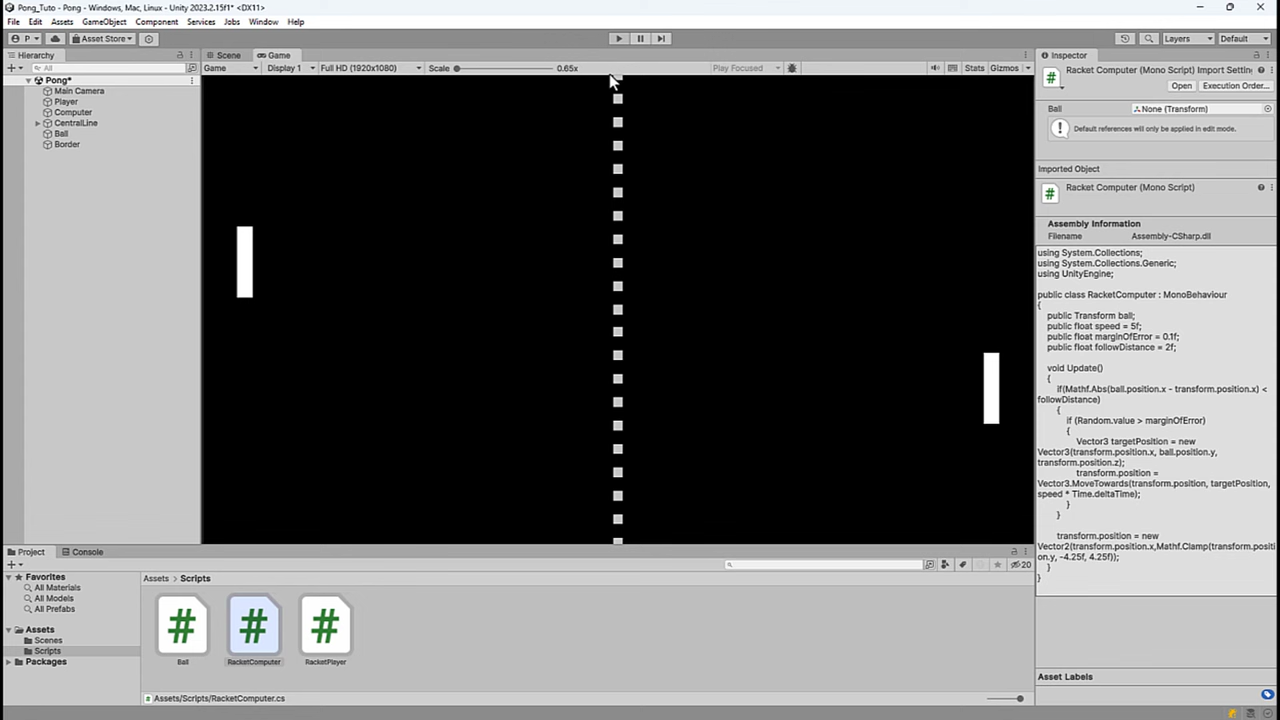 Pong_Tuto - Pong - Windows, Mac, Linux - Unity 2023.2.15f1* <DX11>
File Edit Assets GameObject Component Services Jobs Window Help
P Asset Store Layers Default
Hierarchy
All
Pong*
Main Camera
Player
Computer
CentralLine
Ball
Border
Scene Game
Game Display 1 Full HD (1920x1080) Scale 0.65x Play Focused Stats Gizmos
Inspector
Racket Computer (Mono Script) Import Settin
Open Execution Order...
Ball None (Transform)
Default references will only be applied in edit mode.
Imported Object
Racket Computer (Mono Script)
Assembly Information
Filename Assembly-CSharp.dll
using System.Collections;
using System.Collections.Generic;
using UnityEngine;
public class RacketComputer : MonoBehaviour
{
public Transform ball;
public float speed = 5f;
public float marginOfError = 0.1f;
public float followDistance = 2f;
void Update()
{
if(Mathf.Abs(ball.position.x - transform.position.x) <
followDistance)
{
if (Random.value > marginOfError)
{
Vector3 targetPosition = new
Vector3(transform.position.x, ball.position.y,
transform.position.z);
transform.position =
Vector3.MoveTowards(transform.position, targetPosition,
speed * Time.deltaTime);
}
}
transform.position = new
Vector2(transform.position.x,Mathf.Clamp(transform.positi
on.y, -4.25f, 4.25f));
}
}
Asset Labels
Project Console
20
Favorites
All Materials
All Models
All Prefabs
Assets
Scenes
Scripts
Packages
Assets > Scripts
Ball RacketComputer RacketPlayer
Assets/Scripts/RacketComputer.cs